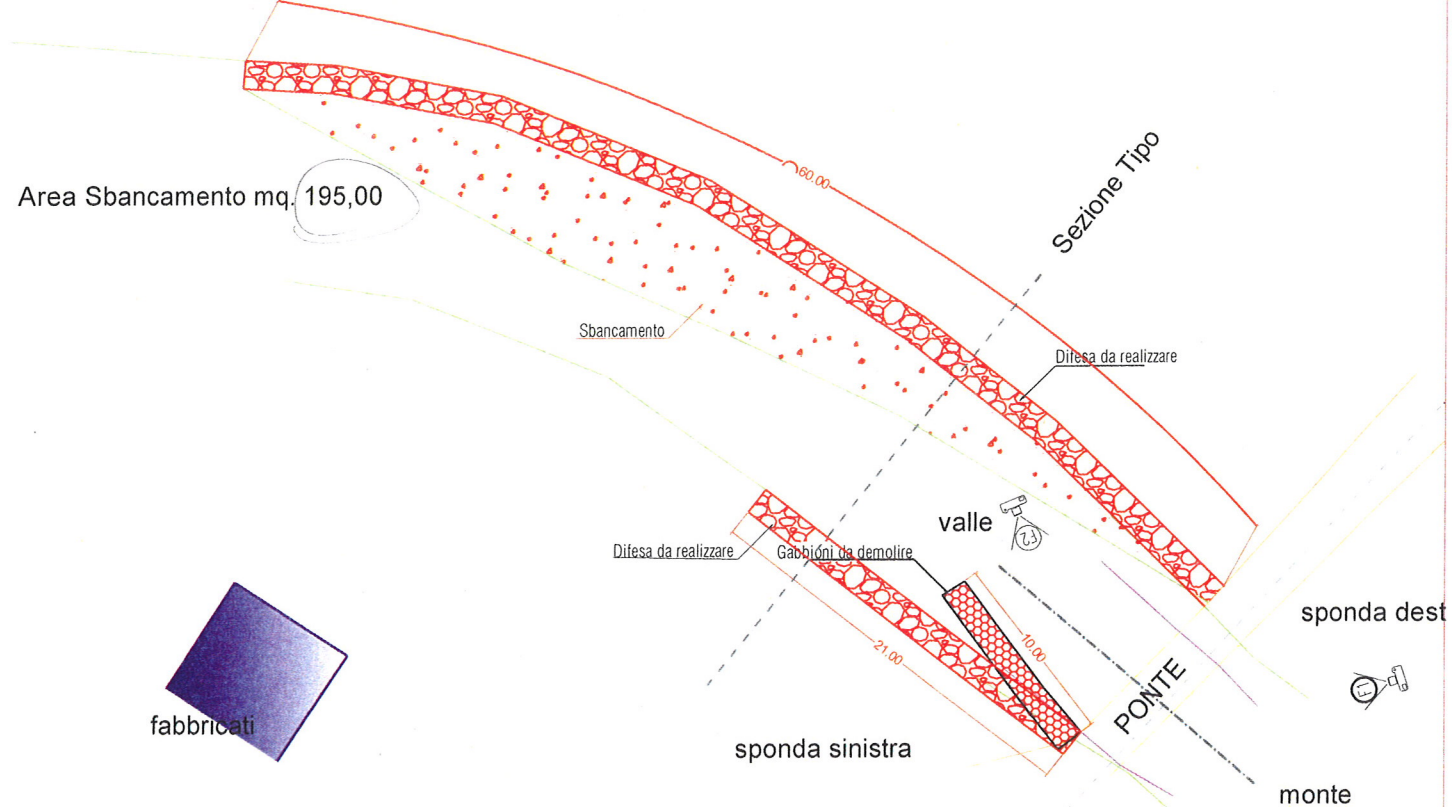 60.00
Sezione Tipo
Area Sbancamento mq. 195,00
Sbancamento
Difesa da realizzare
valle
F2
Difesa da realizzare
Gabbioni da demolire
10.00
21.00
sponda dest
F1
PONTE
fabbricati
sponda sinistra
monte